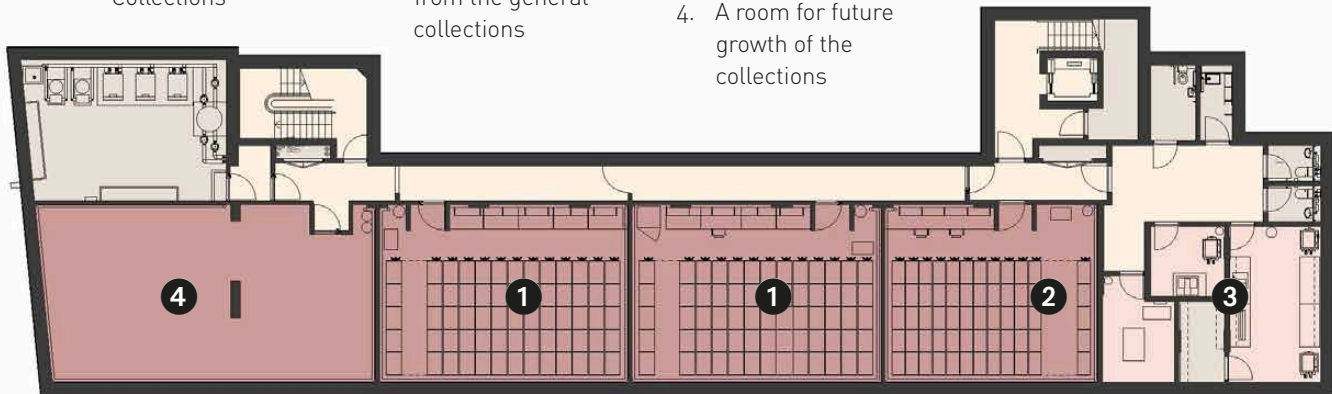 Collections
from the general
collections
4. A room for future
growth of the
collections
4
1
1
2
3